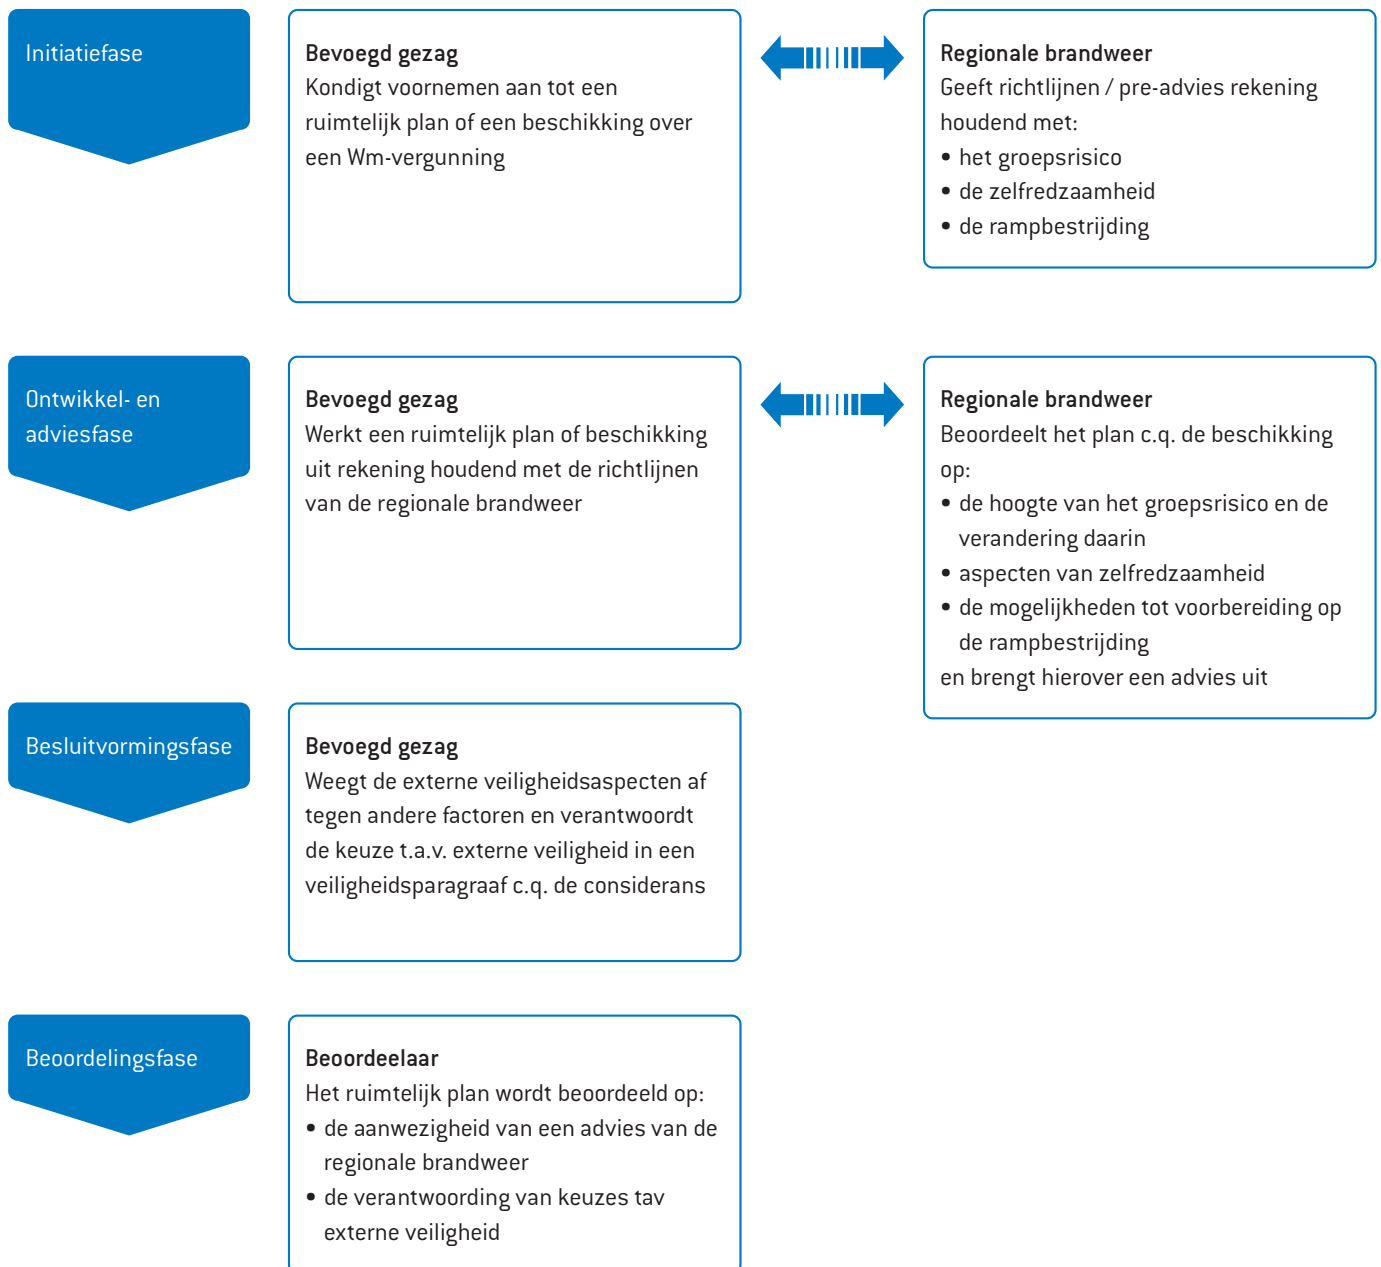 Initiatiefase
Bevoegd gezag
Kondigt voornemen aan tot een
ruimtelijk plan of een beschikking over
een Wm-vergunning
Regionale brandweer
Geeft richtlijnen / pre-advies rekening
houdend met:
• het groepsrisico
• de zelfredzaamheid
• de rampbestrijding
Ontwikkel- en
adviesfase
Bevoegd gezag
Werkt een ruimtelijk plan of beschikking
uit rekening houdend met de richtlijnen
van de regionale brandweer
Regionale brandweer
Beoordeelt het plan c.q. de beschikking
op:
• de hoogte van het groepsrisico en de
verandering daarin
• aspecten van zelfredzaamheid
• de mogelijkheden tot voorbereiding op
de rampbestrijding
en brengt hierover een advies uit
Besluitvormingsfase
Bevoegd gezag
Weegt de externe veiligheidsaspecten af
tegen andere factoren en verantwoordt
de keuze t.a.v. externe veiligheid in een
veiligheidsparagraaf c.q. de considerans
Beoordelingsfase
Beoordeelaar
Het ruimtelijk plan wordt beoordeeld op:
• de aanwezigheid van een advies van de
regionale brandweer
• de verantwoording van keuzes tav
externe veiligheid